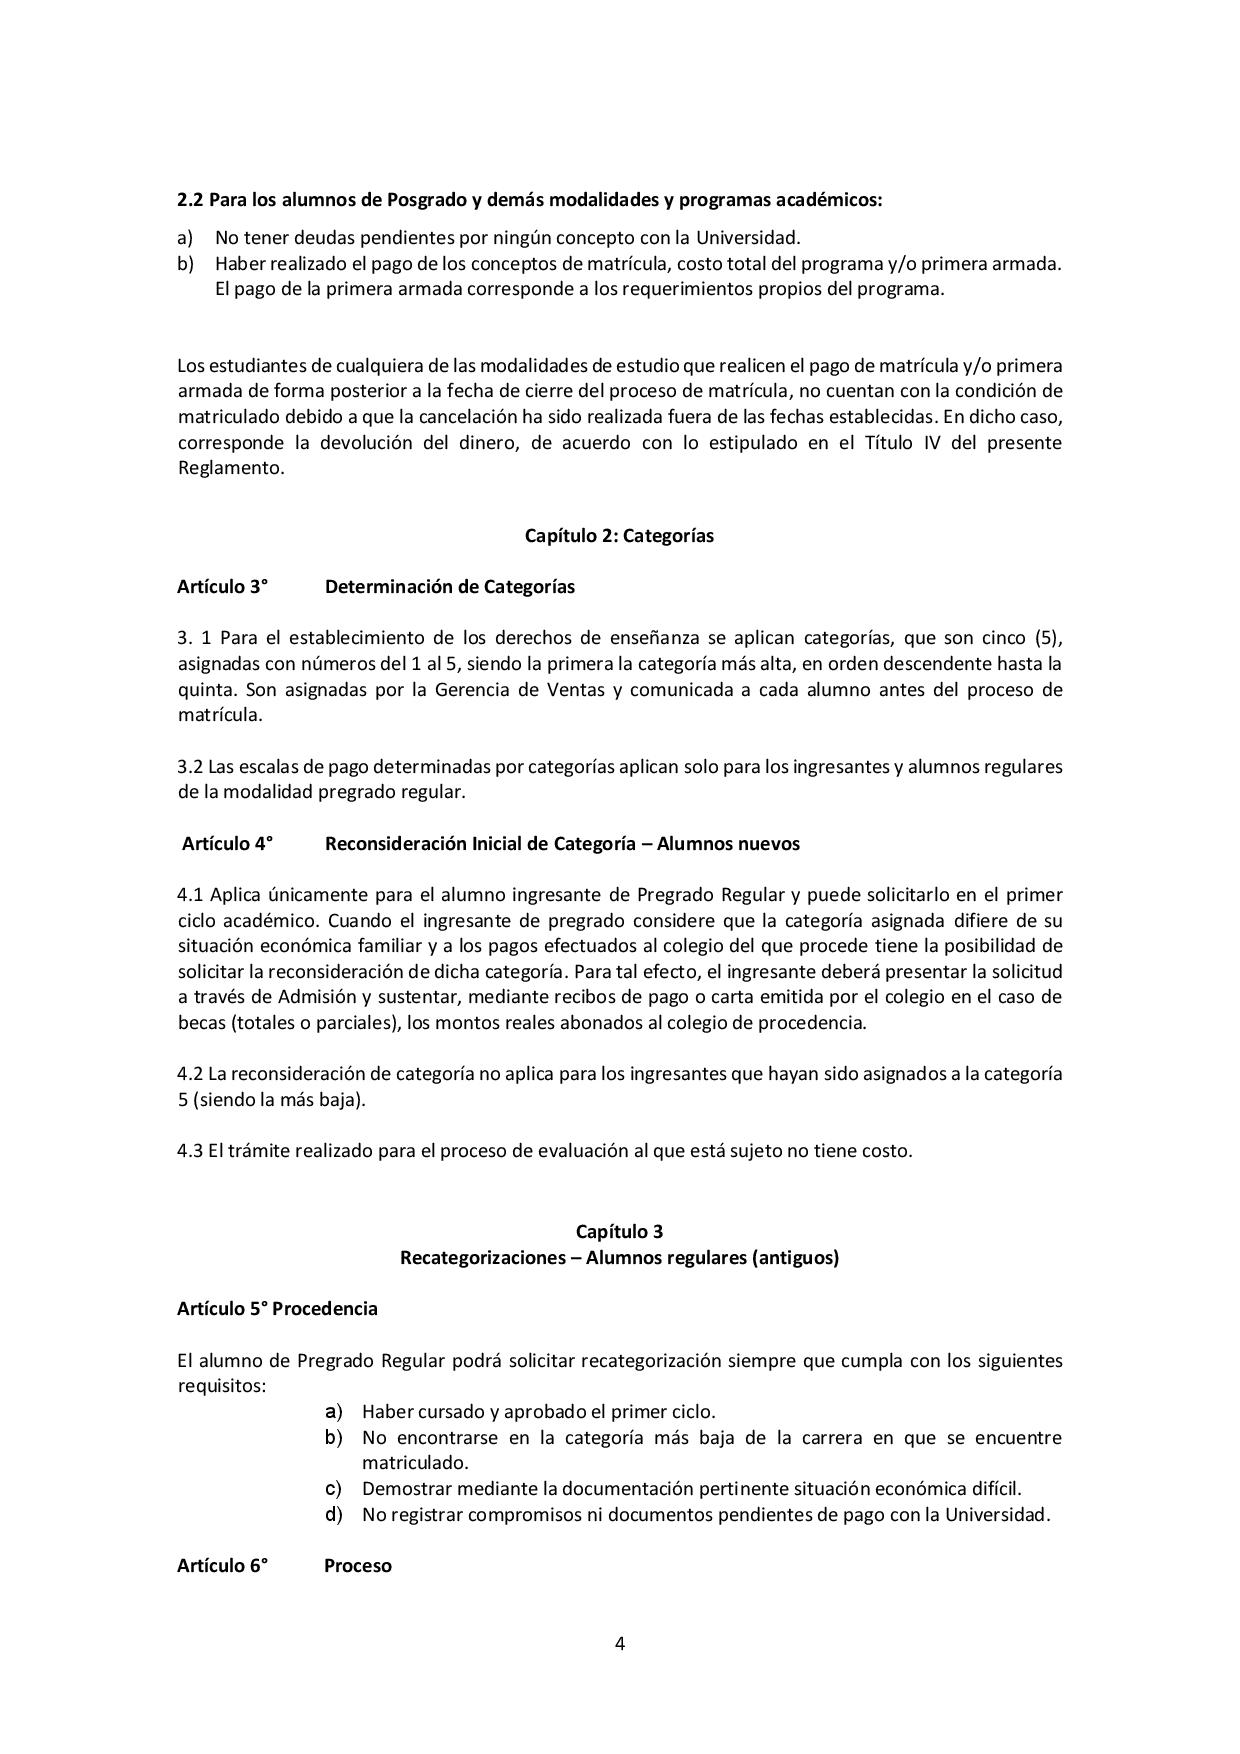 2.2 Para los alumnos de Posgrado y demás modalidades y programas académicos:
a) No tener deudas pendientes por ningún concepto con la Universidad.
b) Haber realizado el pago de los conceptos de matrícula, costo total del programa y/o primera armada.
El pago de la primera armada corresponde a los requerimientos propios del programa.
Los estudiantes de cualquiera de las modalidades de estudio que realicen el pago de matrícula y/o primera
armada de forma posterior a la fecha de cierre del proceso de matrícula, no cuentan con la condición de
matriculado debido a que la cancelación ha sido realizada fuera de las fechas establecidas. En dicho caso,
corresponde la devolución del dinero, de acuerdo con lo estipulado en el Título IV del presente
Reglamento.
Capítulo 2: Categorías
Artículo 3° Determinación de Categorías
3. 1 Para el establecimiento de los derechos de enseñanza se aplican categorías, que son cinco (5),
asignadas con números del 1 al 5, siendo la primera la categoría más alta, en orden descendente hasta la
quinta. Son asignadas por la Gerencia de Ventas y comunicada a cada alumno antes del proceso de
matrícula.
3.2 Las escalas de pago determinadas por categorías aplican solo para los ingresantes y alumnos regulares
de la modalidad pregrado regular.
Artículo 4° Reconsideración Inicial de Categoría – Alumnos nuevos
4.1 Aplica únicamente para el alumno ingresante de Pregrado Regular y puede solicitarlo en el primer
ciclo académico. Cuando el ingresante de pregrado considere que la categoría asignada difiere de su
situación económica familiar y a los pagos efectuados al colegio del que procede tiene la posibilidad de
solicitar la reconsideración de dicha categoría. Para tal efecto, el ingresante deberá presentar la solicitud
a través de Admisión y sustentar, mediante recibos de pago o carta emitida por el colegio en el caso de
becas (totales o parciales), los montos reales abonados al colegio de procedencia.
4.2 La reconsideración de categoría no aplica para los ingresantes que hayan sido asignados a la categoría
5 (siendo la más baja).
4.3 El trámite realizado para el proceso de evaluación al que está sujeto no tiene costo.
Capítulo 3
Recategorizaciones – Alumnos regulares (antiguos)
Artículo 5° Procedencia
El alumno de Pregrado Regular podrá solicitar recategorización siempre que cumpla con los siguientes
requisitos:
a) Haber cursado y aprobado el primer ciclo.
b) No encontrarse en la categoría más baja de la carrera en que se encuentre
matriculado.
c) Demostrar mediante la documentación pertinente situación económica difícil.
d) No registrar compromisos ni documentos pendientes de pago con la Universidad.
Artículo 6° Proceso
4